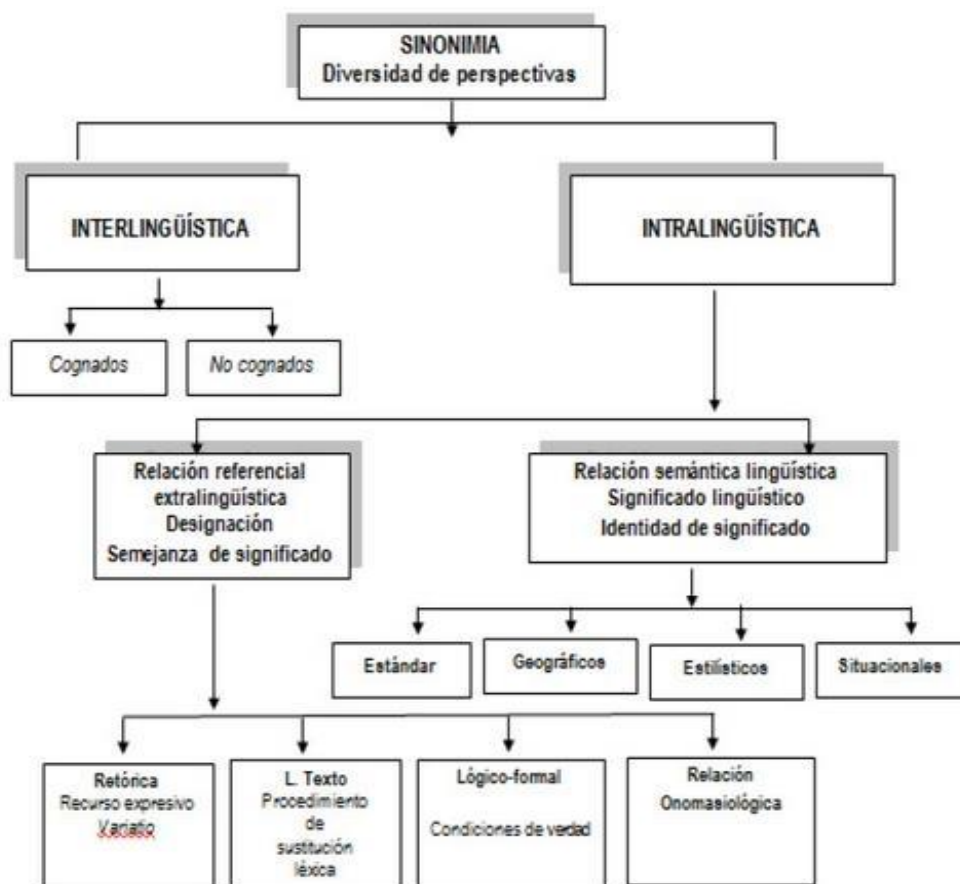 SINONIMIA
Diversidad de perspectivas
INTERLINGÜÍSTICA
INTRALINGÜÍSTICA
Cognados
No cognados
Relación referencial
extralingüística
Designación
Semejanza de significado
Relación semántica lingüística
Significado lingüístico
Identidad de significado
Estándar
Geográficos
Estilísticos
Situacionales
Retórica
Recurso expresivo
Variatio
L. Texto
Procedimiento
de
sustitución
léxica
Lógico-formal
Condiciones de verdad
Relación
Onomasiológica